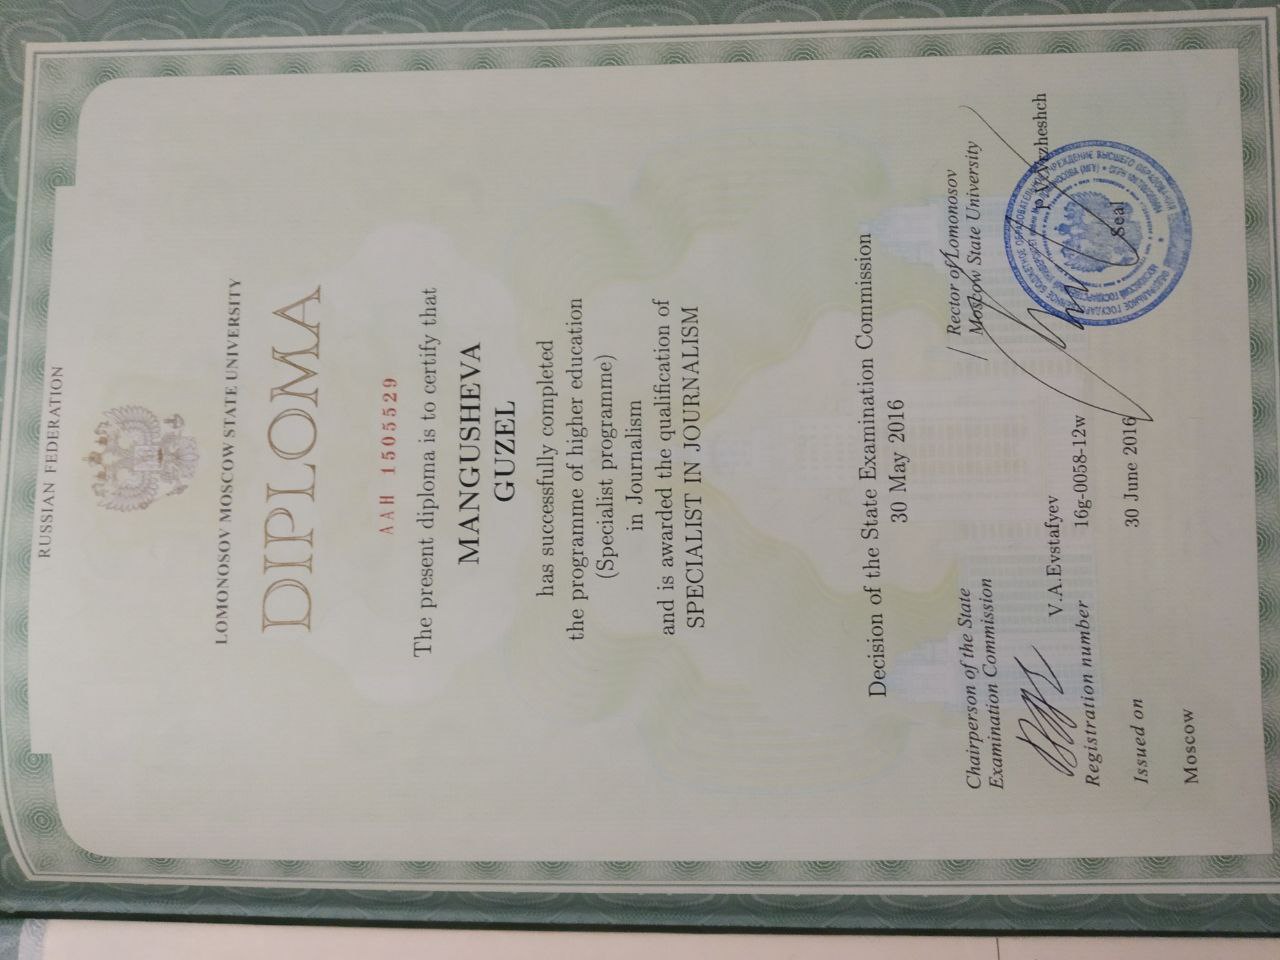 RUSSIAN FEDERATION
LOMONOSOV MOSCOW STATE UNIVERSITY
DIPLOMA
ААН 1505529
The present diploma is to certify that
MANGUSHEVA
GUZEL
has successfully completed
the programme of higher education
(Specialist programme)
in Journalism
and is awarded the qualification of
SPECIALIST IN JOURNALISM
Decision of the State Examination Commission
30 May 2016
Chairperson of the State
Examination Commission
V.A.Evstafyev
Rector of Lomonosov
Moscow State University
Seal
Registration number 16g-0058-12w
Issued on 30 June 2016
Moscow